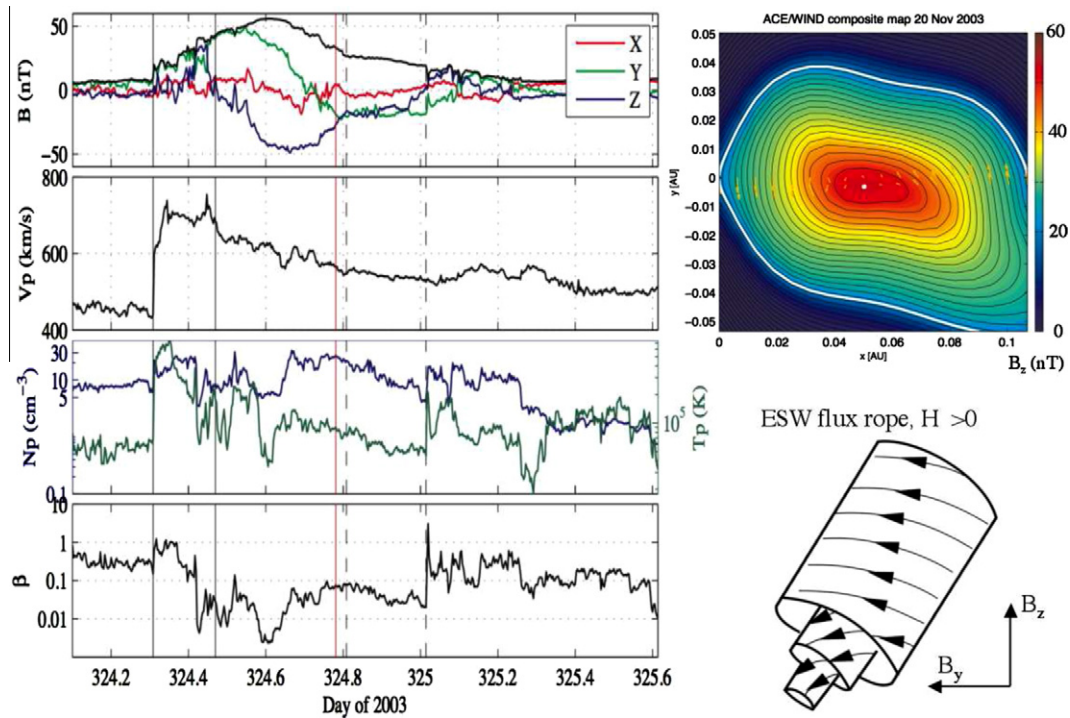 50
0
−50
B (nT)
X
Y
Z
800
600
400
Vp (km/s)
30
10
5
0.1
Np (cm−3)
10^5
Tp (K)
10
1
0.1
0.01
β
324.2 324.4 324.6 324.8 325 325.2 325.4 325.6
Day of 2003
ACE/WIND composite map 20 Nov 2003
0.05
0.04
0.03
0.02
0.01
0
−0.01
−0.02
−0.03
−0.04
−0.05
y [AU]
0 0.02 0.04 0.06 0.08 0.1
x [AU]
60
40
20
0
Bz (nT)
ESW flux rope, H >0
Bz
By